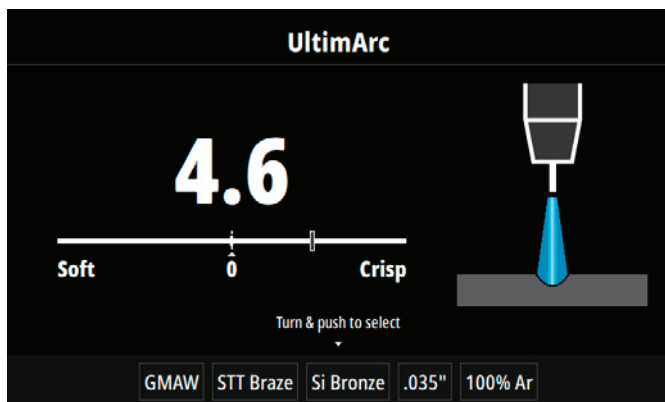 UltimArc
4.6
Soft 0 Crisp
Turn & push to select
GMAW STT Braze Si Bronze .035" 100% Ar